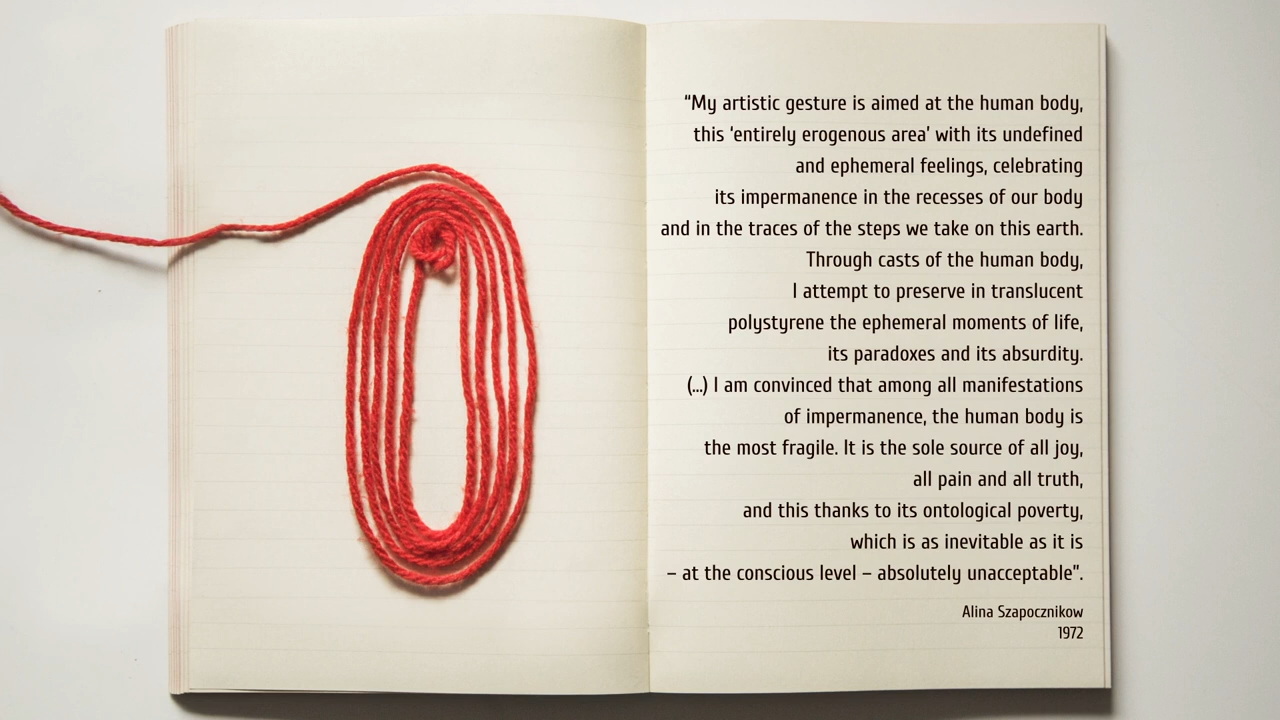 “My artistic gesture is aimed at the human body,
this ‘entirely erogenous area’ with its undefined
and ephemeral feelings, celebrating
its impermanence in the recesses of our body
and in the traces of the steps we take on this earth.
Through casts of the human body,
I attempt to preserve in translucent
polystyrene the ephemeral moments of life,
its paradoxes and its absurdity.
(...) I am convinced that among all manifestations
of impermanence, the human body is
the most fragile. It is the sole source of all joy,
all pain and all truth,
and this thanks to its ontological poverty,
which is as inevitable as it is
– at the conscious level – absolutely unacceptable”.
Alina Szapocznikow
1972